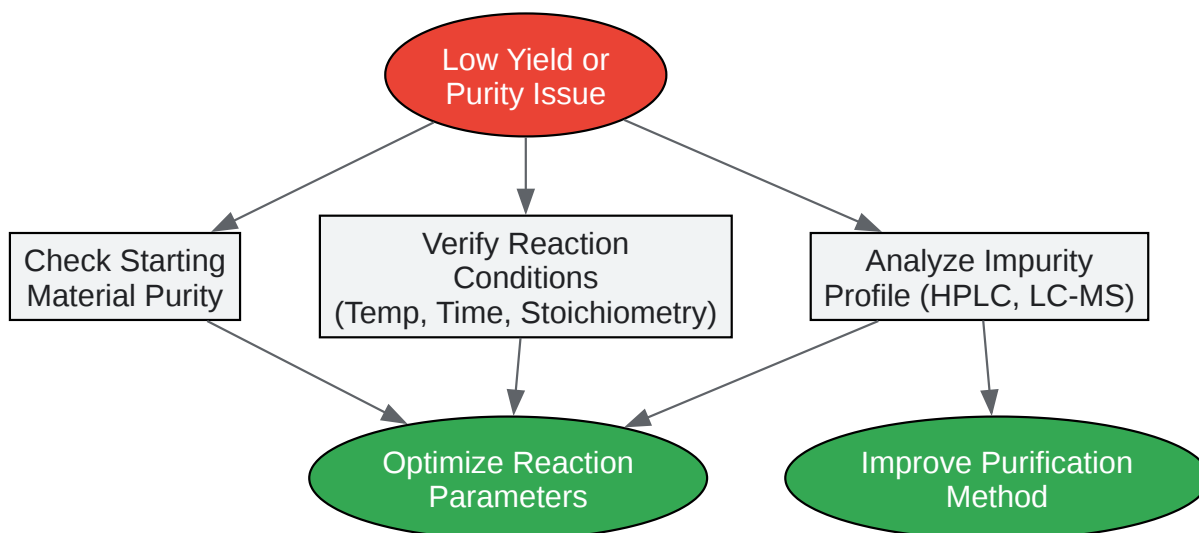 Low Yield or
Purity Issue
Check Starting
Material Purity
Verify Reaction
Conditions
(Temp, Time, Stoichiometry)
Analyze Impurity
Profile (HPLC, LC-MS)
Optimize Reaction
Parameters
Improve Purification
Method